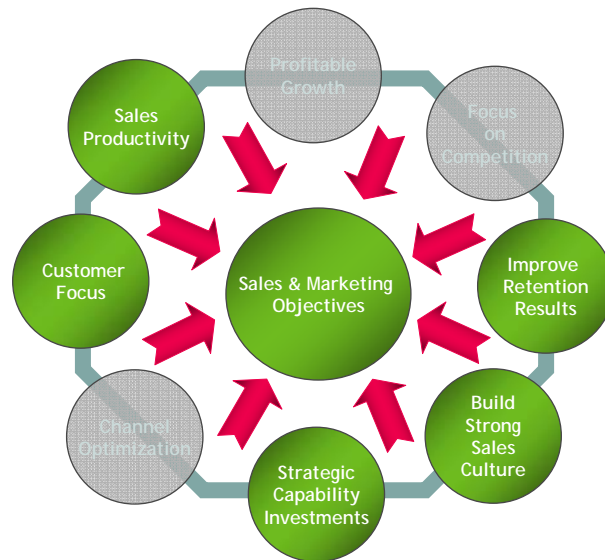 Profitable
Growth
Sales
Productivity
Focus
on
Competition
Customer
Focus
Sales & Marketing
Objectives
Improve
Retention
Results
Channel
Optimization
Build
Strong
Sales
Culture
Strategic
Capability
Investments